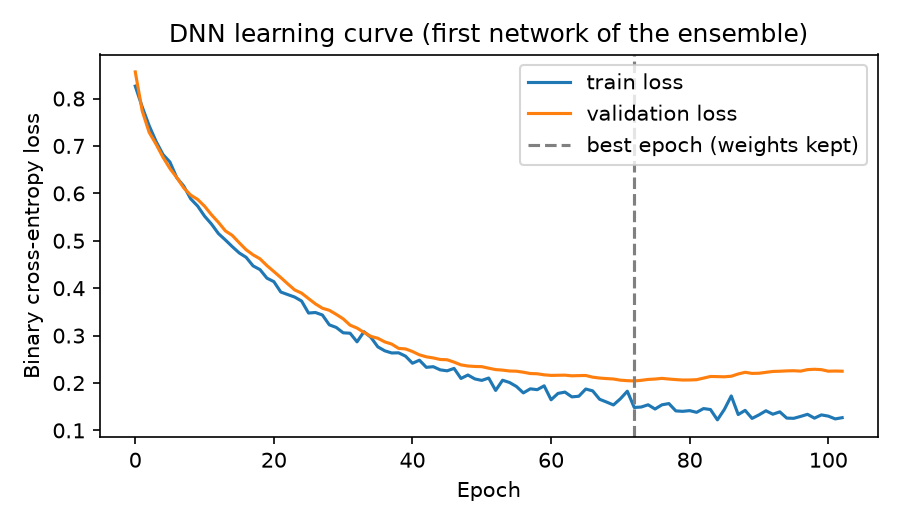 DNN learning curve (first network of the ensemble)
train loss
validation loss
best epoch (weights kept)
Binary cross-entropy loss
0.8
0.7
0.6
0.5
0.4
0.3
0.2
0.1
0 20 40 60 80 100
Epoch